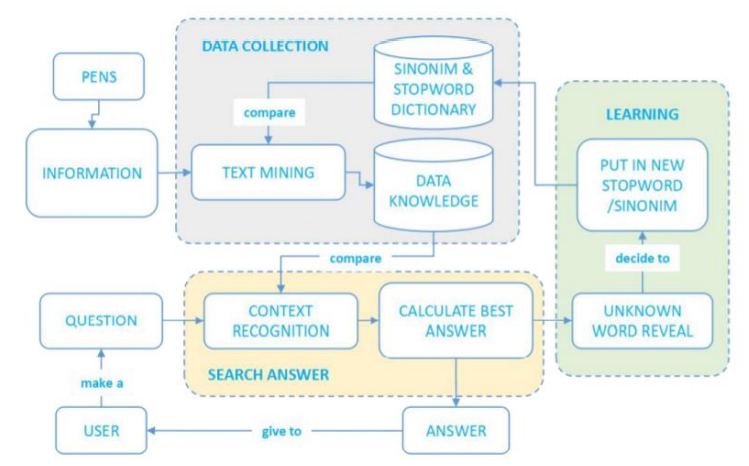 DATA COLLECTION
PENS
SINONIM &
STOPWORD
DICTIONARY
compare
LEARNING
INFORMATION
TEXT MINING
DATA
KNOWLEDGE
PUT IN NEW
STOPWORD
/SINONIM
compare
decide to
QUESTION
CONTEXT
RECOGNITION
CALCULATE BEST
ANSWER
UNKNOWN
WORD REVEAL
SEARCH ANSWER
make a
USER
give to
ANSWER